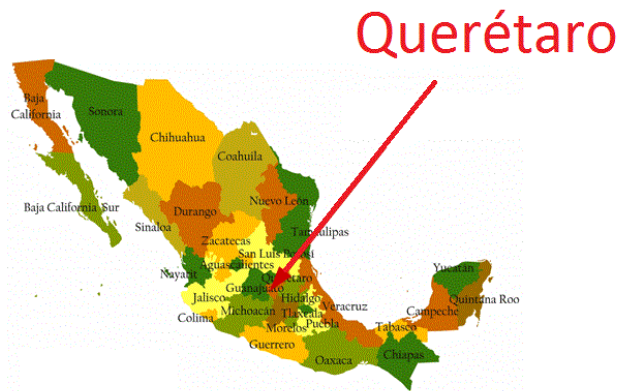 Querétaro
Baja
California
Sonora
Chihuahua
Coahuila
Nuevo León
Baja California Sur
Durango
Sinaloa
Tamaulipas
Zacatecas
San Luis Potosí
Aguascalientes
Nayarit
Querétaro
Guanajuato
Yucatán
Jalisco
Hidalgo
Quintana Roo
Michoacán
Tlaxcala
Veracruz
Campeche
Colima
Morelos
Puebla
Tabasco
Guerrero
Oaxaca
Chiapas